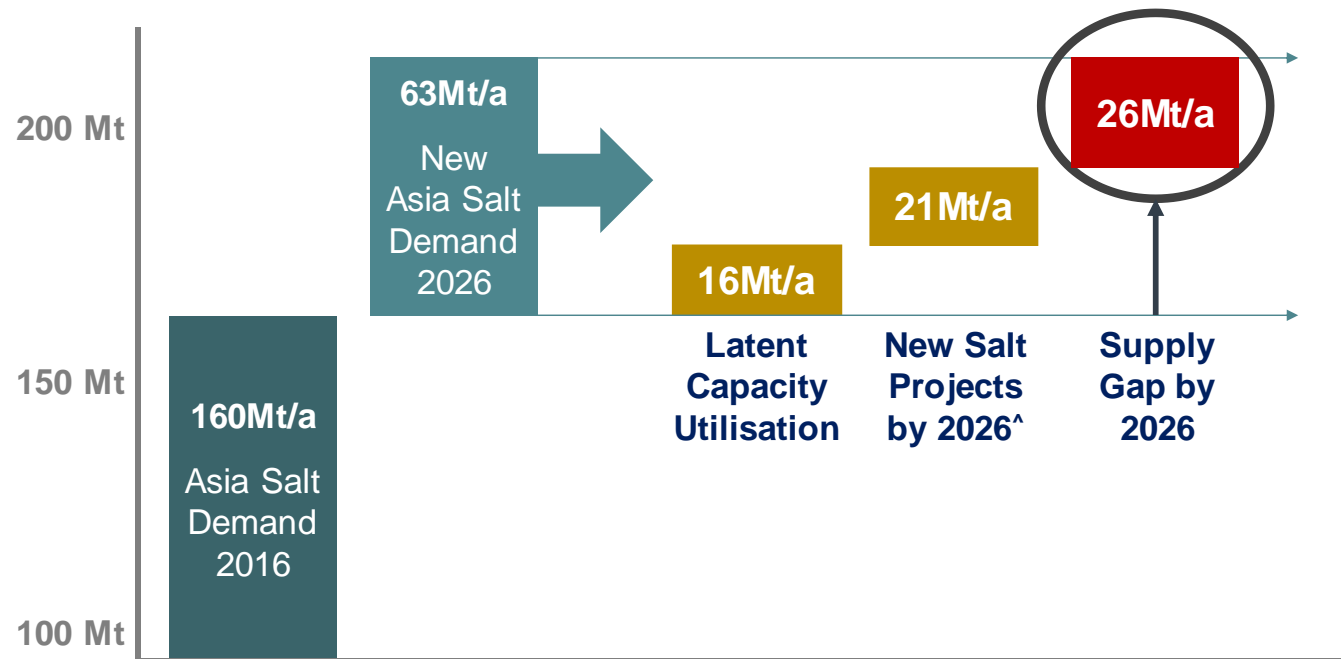 200 Mt
150 Mt
100 Mt
160Mt/a
Asia Salt
Demand
2016
63Mt/a
New
Asia Salt
Demand
2026
16Mt/a
Latent
Capacity
Utilisation
21Mt/a
New Salt
Projects
by 2026^
26Mt/a
Supply
Gap by
2026